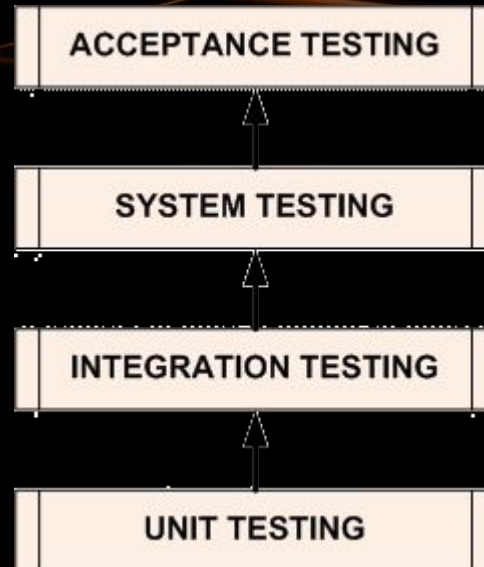 ACCEPTANCE TESTING
SYSTEM TESTING
INTEGRATION TESTING
UNIT TESTING